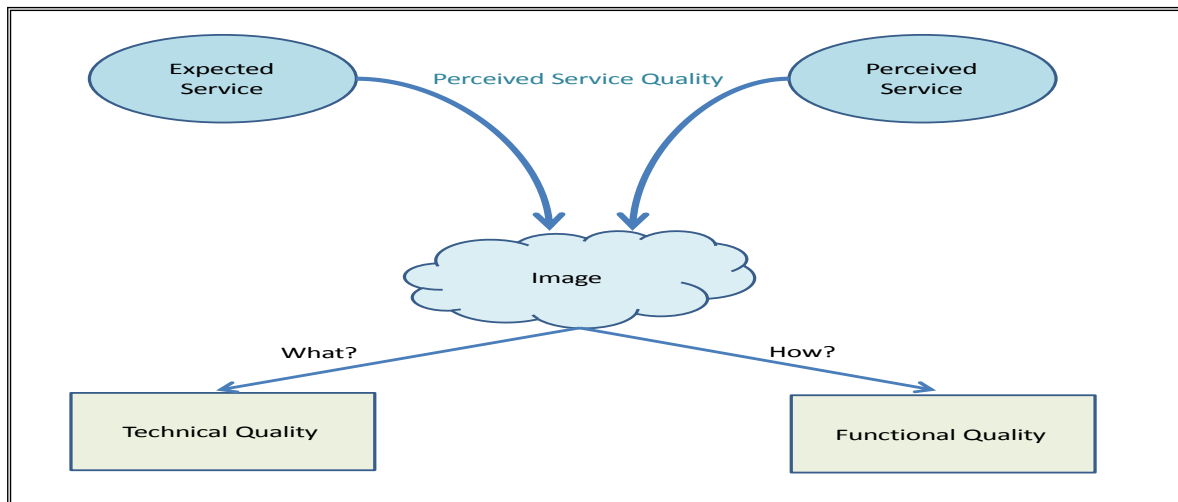 Expected
Service
Perceived Service Quality
Perceived
Service
Image
What?
How?
Technical Quality
Functional Quality